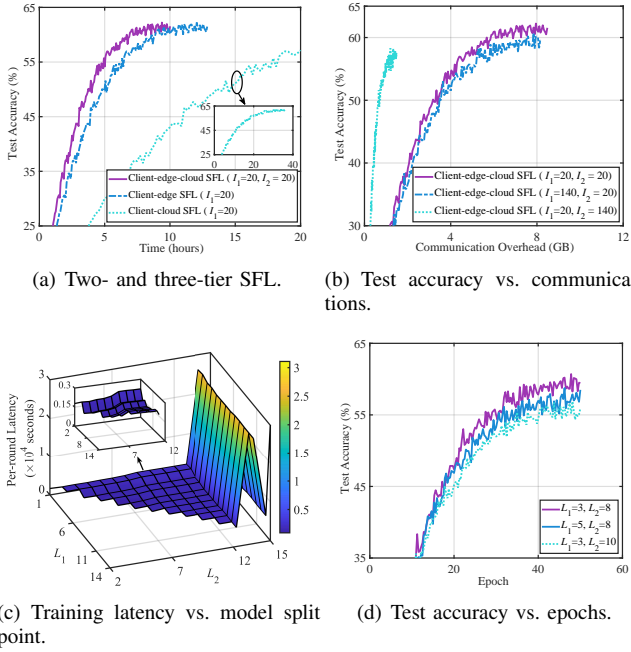 65
55
45
35
25
Test Accuracy (%)
65
45
25
0 10 20 30 40
Client-edge-cloud SFL ( I1=20, I2 = 20)
Client-edge SFL ( I1=20)
Client-cloud SFL ( I1=20)
0 5 10 15 20
Time (hours)
(a) Two- and three-tier SFL.
65
60
50
40
30
Test Accuracy (%)
Client-edge-cloud SFL ( I1=20, I2 = 20)
Client-edge-cloud SFL ( I1=140, I2 = 20)
Client-edge-cloud SFL ( I1=20, I2 = 140)
0 4 8 12
Communication Overhead (GB)
(b) Test accuracy vs. communica
tions.
3
2
1
0
Per-round Latency
(×10⁴ seconds)
0.3
0.15
0
2
8
14
7
12
1
6
11
14
L1
2
7
12
15
L2
3
2.5
2
1.5
1
0.5
(c) Training latency vs. model split
point.
65
55
45
35
Test Accuracy (%)
L1=3, L2=8
L1=5, L2=8
L1=3, L2=10
0 20 40 60
Epoch
(d) Test accuracy vs. epochs.